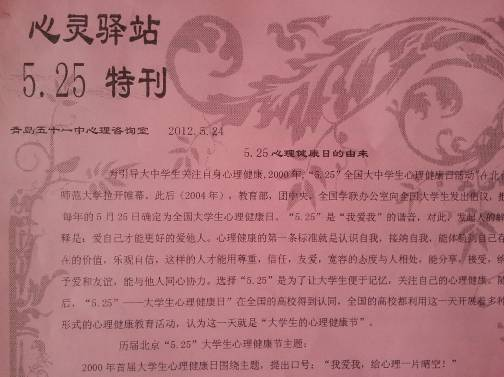 心灵驿站
5.25 特刊
青岛五十一中心理咨询室 2012.5.24
5.25心理健康日的由来
为引导大中学生关注自身心理健康,2000年,“5.25”全国大中学生心理健康日活动”在北
师范大学拉开帷幕。此后(2004年),教育部,团中央、全国学联办公室向全国大学生发出倡议,把
每年的5月25日确定为全国大学生心理健康日。“5.25”是“我爱我”的谐音,对此,发起人的解
释是:爱自己才能更好的爱他人。心理健康的第一条标准就是认识自我,接纳自我,能体验到自己存
在的价值,乐观自信,这样的人才能用尊重,信任,友爱,宽容的态度与人相处,能分享,接受,给
予爱和友谊,能与他人同心协力。选择“5.25”是为了让大学生便于记忆,关注自己的心理健康。随
后,“5.25”——大学生心理健康日”在全国的高校得到认同,全国的高校都利用这一天开展着多种
形式的心理健康教育活动,认为这一天就是“大学生的心理健康节”。
历届北京“5.25”大学生心理健康节主题:
2000年首届大学生心理健康日围绕主题,提出口号:“我爱我,给心理一片晴空!”